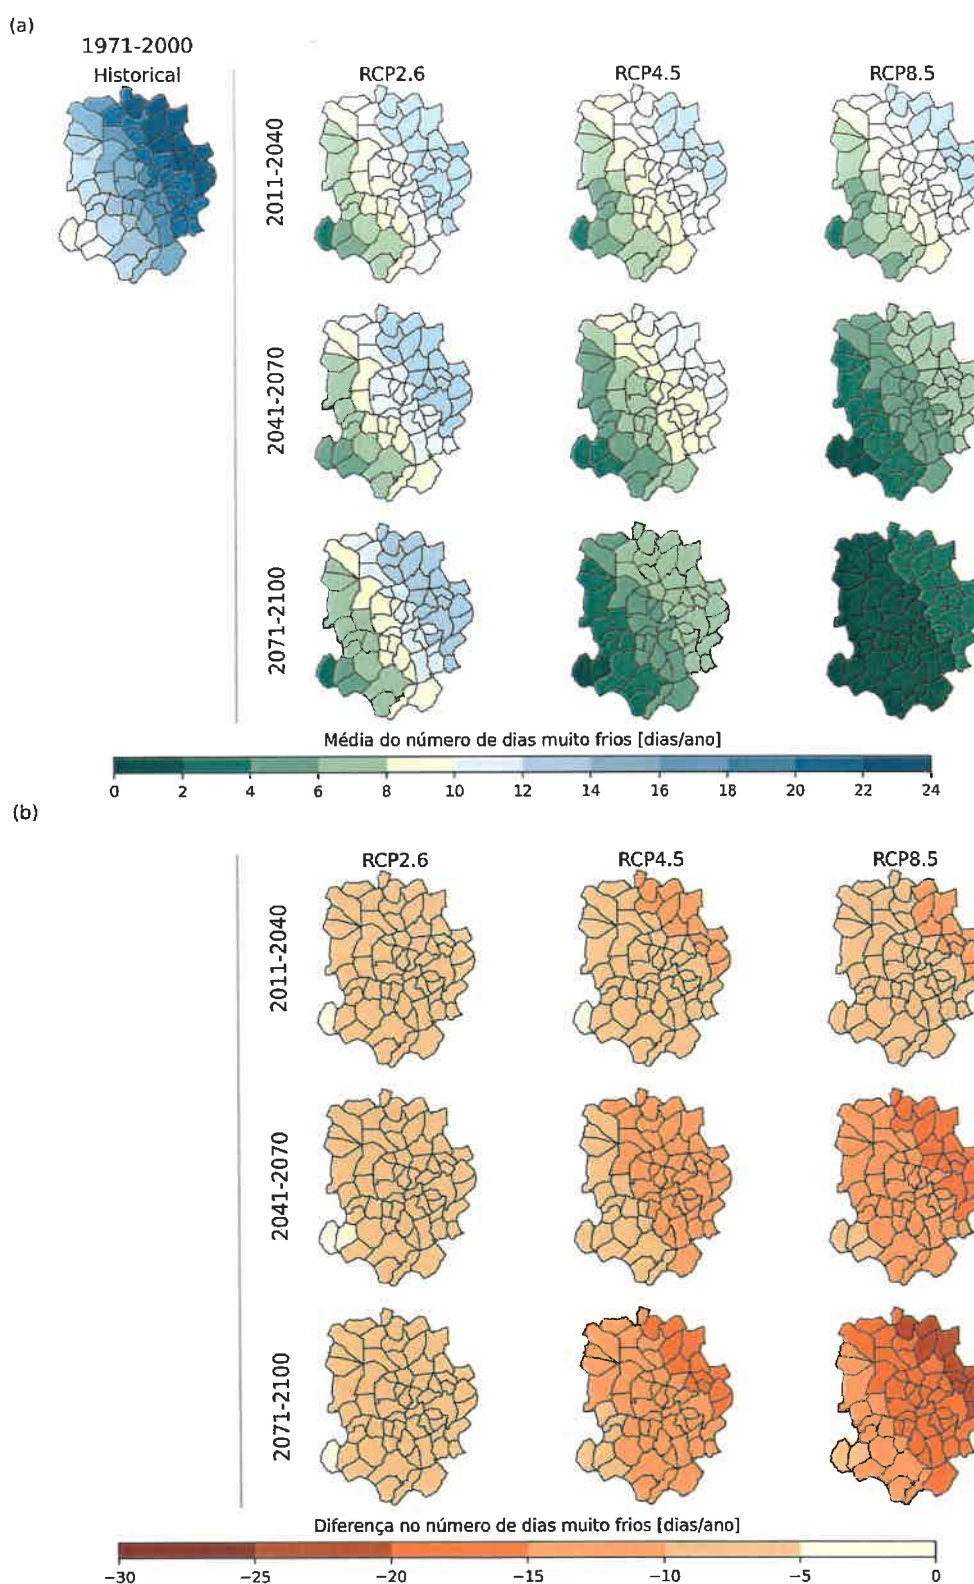 (a)
1971-2000
Historical
RCP2.6 RCP4.5 RCP8.5
2011-2040
2041-2070
2071-2100
Média do número de dias muito frios [dias/ano]
0 2 4 6 8 10 12 14 16 18 20 22 24
(b)
RCP2.6 RCP4.5 RCP8.5
2011-2040
2041-2070
2071-2100
Diferença no número de dias muito frios [dias/ano]
−30 −25 −20 −15 −10 −5 0